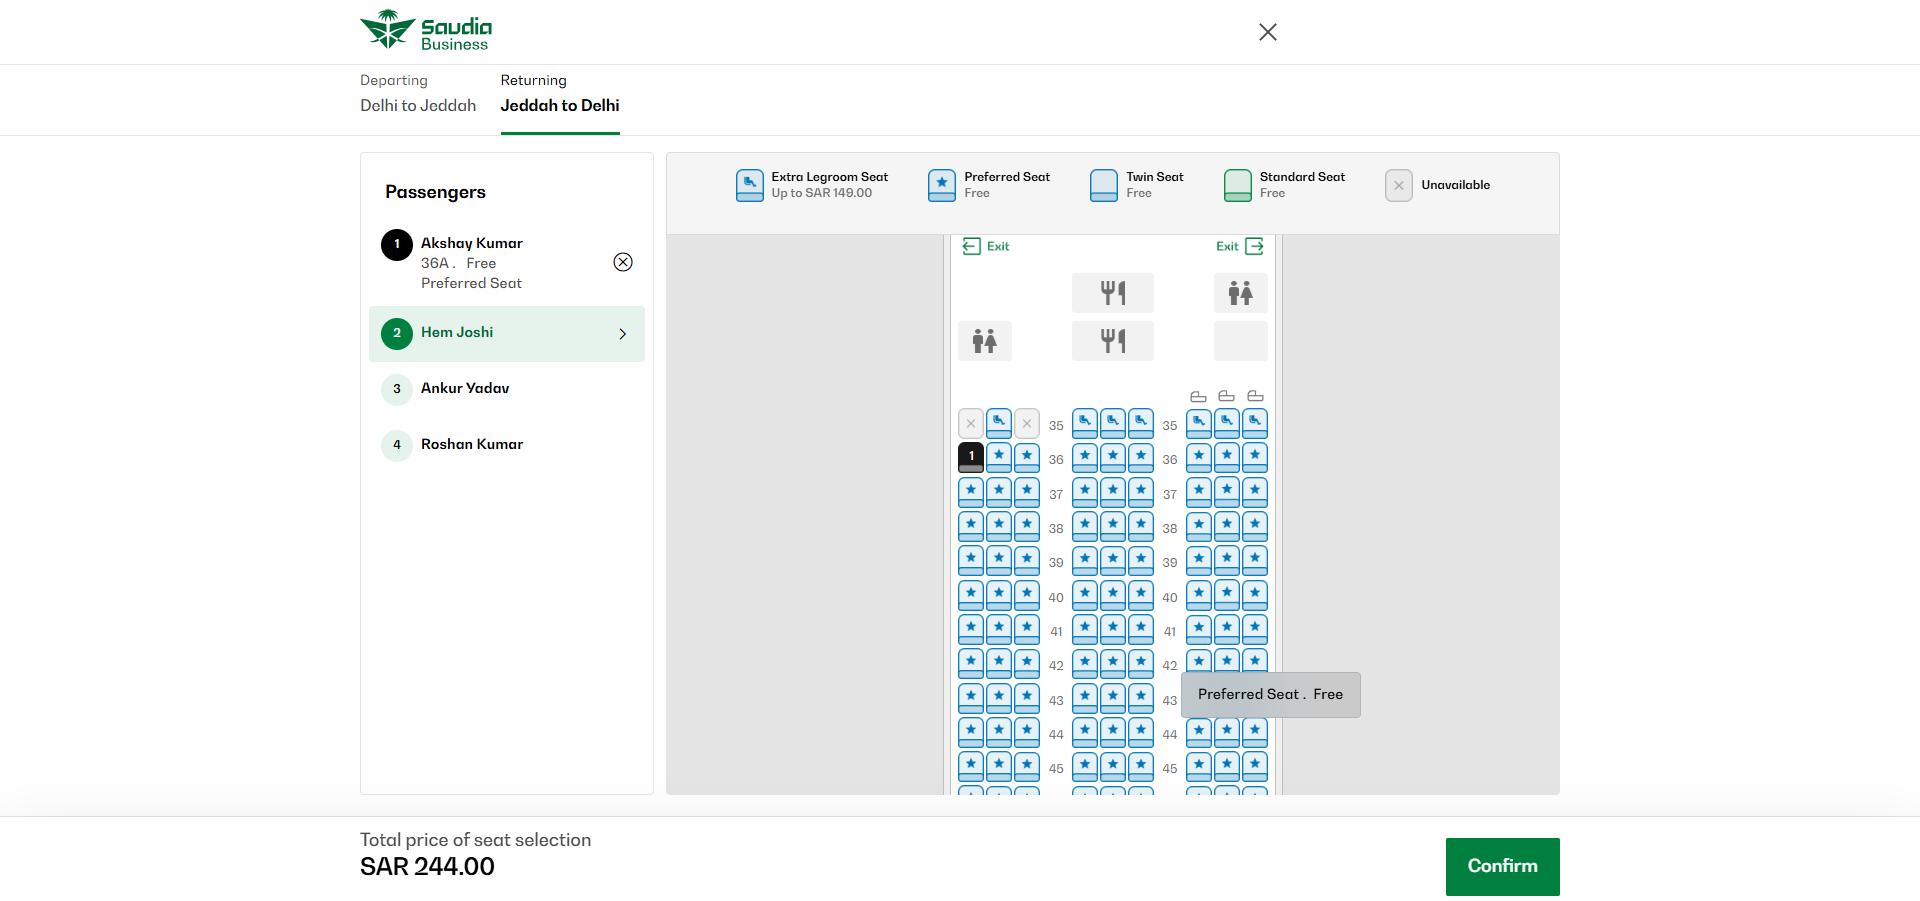 Saudia
Business
Departing
Delhi to Jeddah
Returning
Jeddah to Delhi
Passengers
1
Akshay Kumar
36A . Free
Preferred Seat
2
Hem Joshi
3
Ankur Yadav
4
Roshan Kumar
Extra Legroom Seat
Up to SAR 149.00
Preferred Seat
Free
Twin Seat
Free
Standard Seat
Free
Unavailable
Exit
Exit
35 35
1 36 36
37 37
38 38
39 39
40 40
41 41
42 42
43 43
Preferred Seat . Free
44 44
45 45
Total price of seat selection
SAR 244.00
Confirm